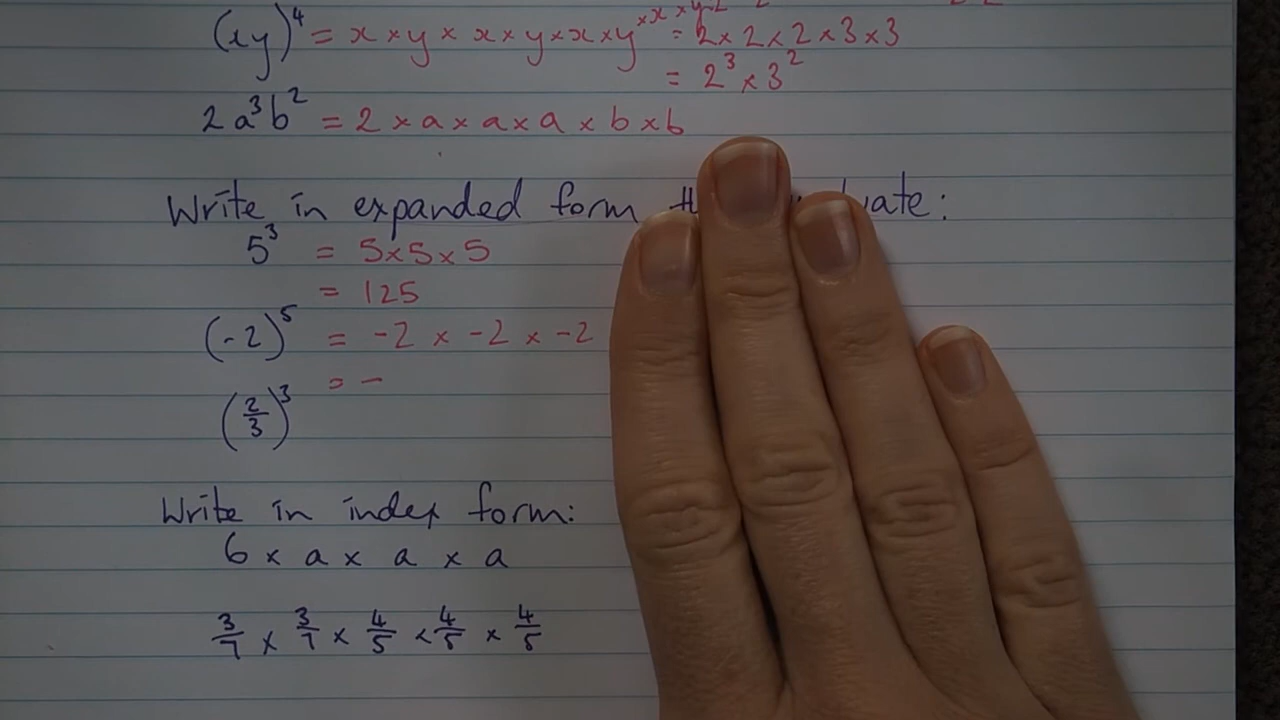 (xy)⁴ = x × y × x × y × x × y × x × y = 2 × 2 × 2 × 3 × 3
= 2³ × 3²
2a³b² = 2 × a × a × a × b × b
Write in expanded form uate:
5³ = 5 × 5 × 5
= 125
(-2)⁵ = -2 × -2 × -2
= -
(2/3)³
Write in index form:
6 × a × a × a
3/7 × 3/7 × 4/5 × 4/5 × 4/5